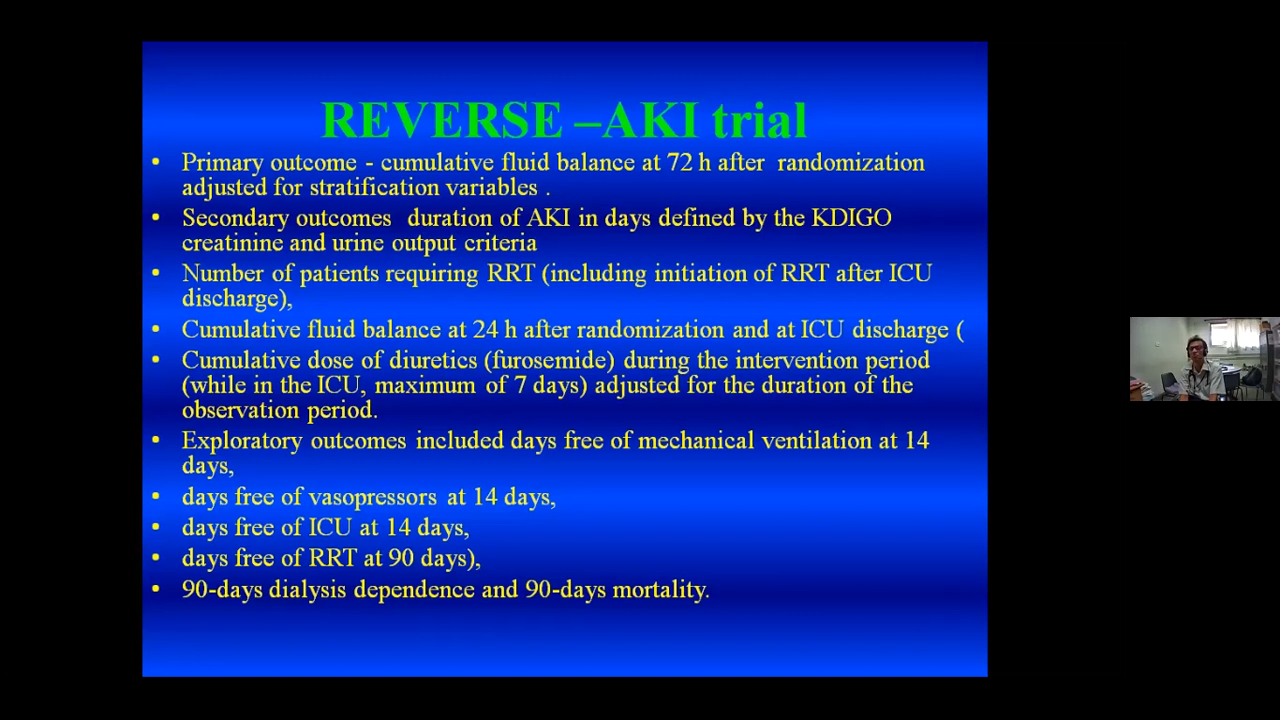 REVERSE –AKI trial
• Primary outcome - cumulative fluid balance at 72 h after randomization
adjusted for stratification variables .
• Secondary outcomes duration of AKI in days defined by the KDIGO
creatinine and urine output criteria
• Number of patients requiring RRT (including initiation of RRT after ICU
discharge),
• Cumulative fluid balance at 24 h after randomization and at ICU discharge (
• Cumulative dose of diuretics (furosemide) during the intervention period
(while in the ICU, maximum of 7 days) adjusted for the duration of the
observation period.
• Exploratory outcomes included days free of mechanical ventilation at 14
days,
• days free of vasopressors at 14 days,
• days free of ICU at 14 days,
• days free of RRT at 90 days),
• 90-days dialysis dependence and 90-days mortality.